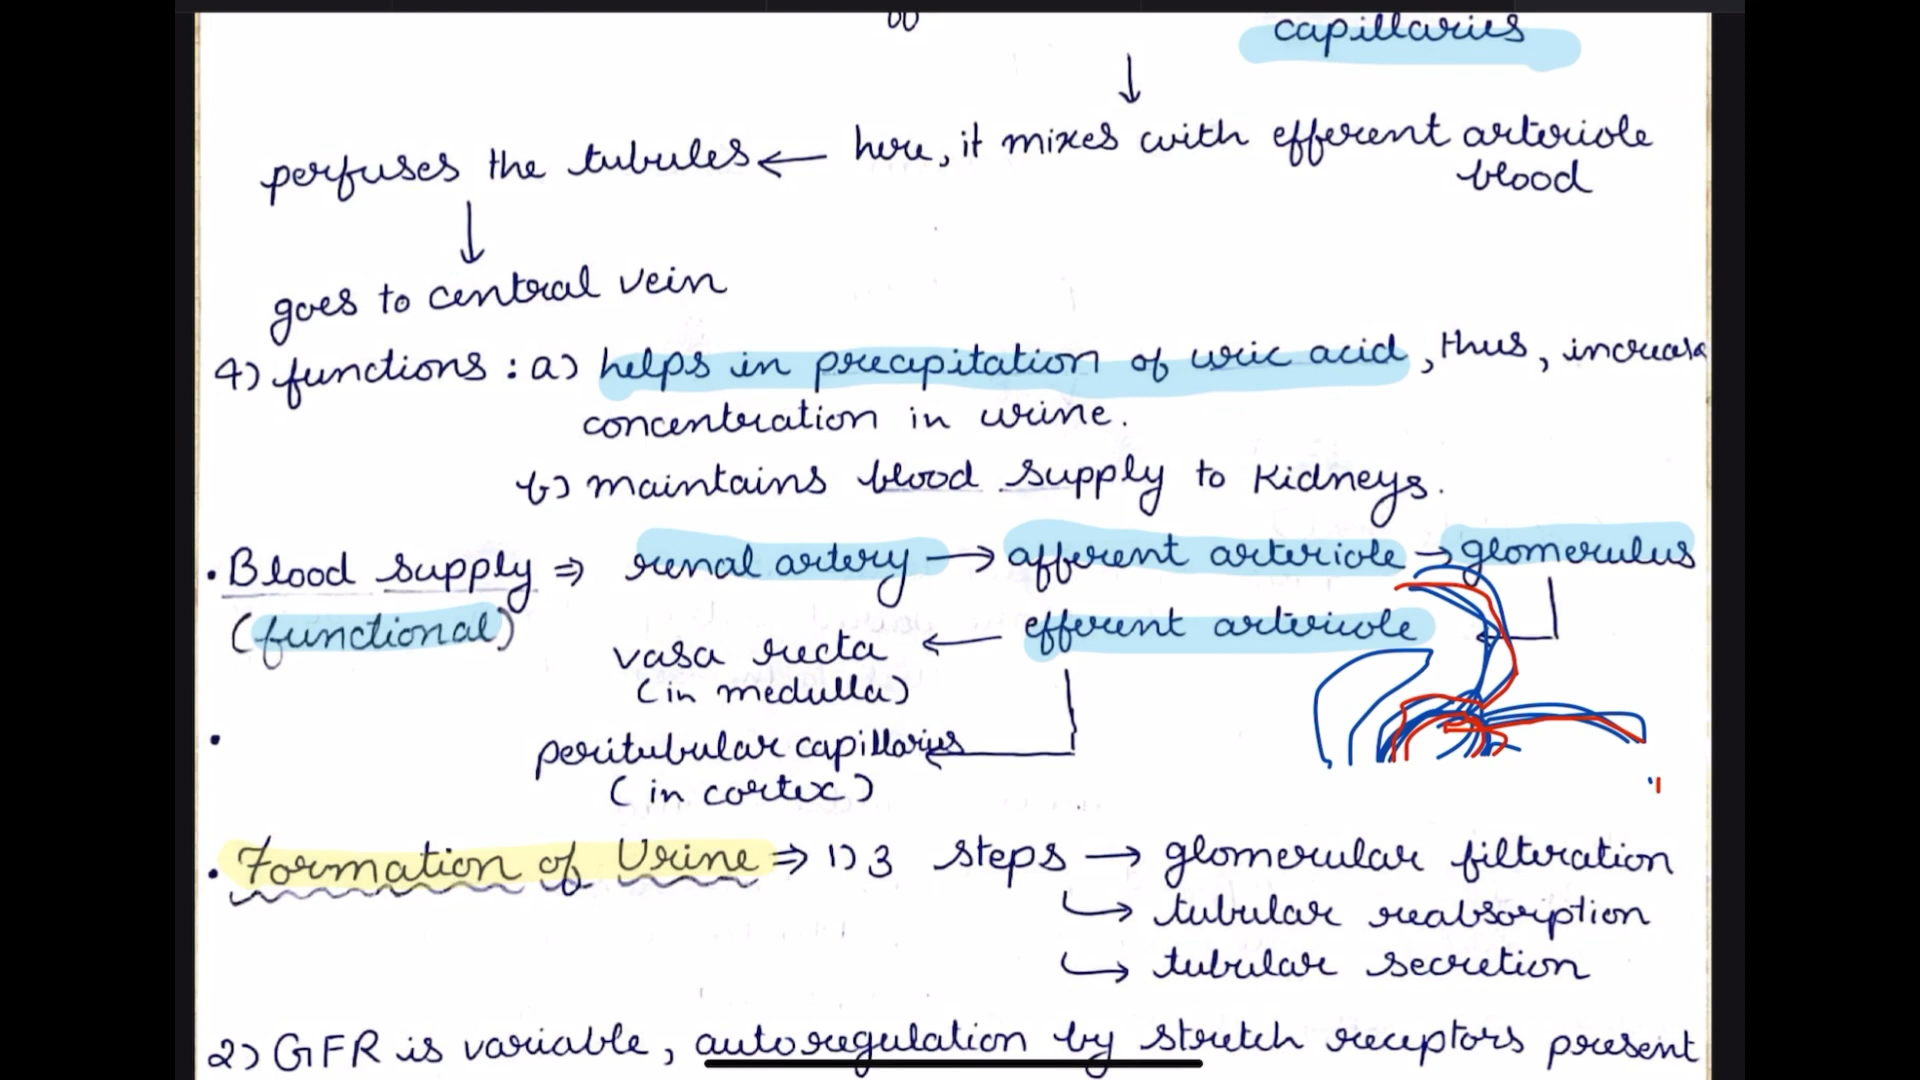 capillaries
here, it mixes with efferent arteriole
blood
perfuses the tubules
goes to central vein
4) functions : a) helps in precapitation of uric acid, thus, increase
concentration in urine.
b) maintains blood supply to Kidneys.
• Blood supply ⇒ renal artery → afferent arteriole → glomerulus
(functional)
efferent arteriole
vasa recta
(in medulla)
peritubular capillaries
(in cortex)
• Formation of Urine ⇒ 1) 3 steps → glomerular filteration
↳ tubular reabsorption
↳ tubular secretion
2) GFR is variable, autoregulation by stretch receptors present